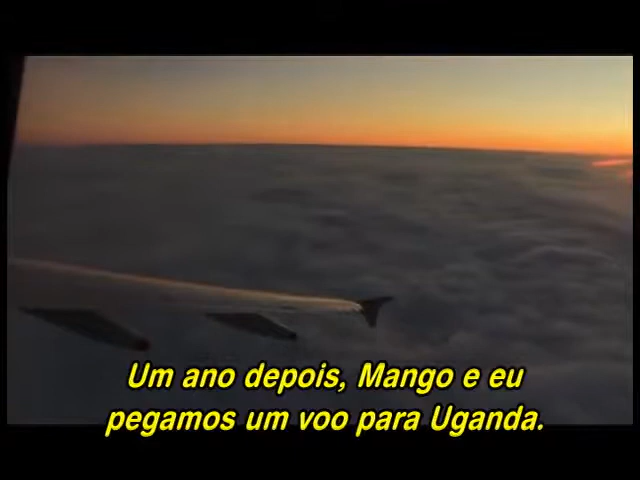 Um ano depois, Mango e eu
pegamos um voo para Uganda.